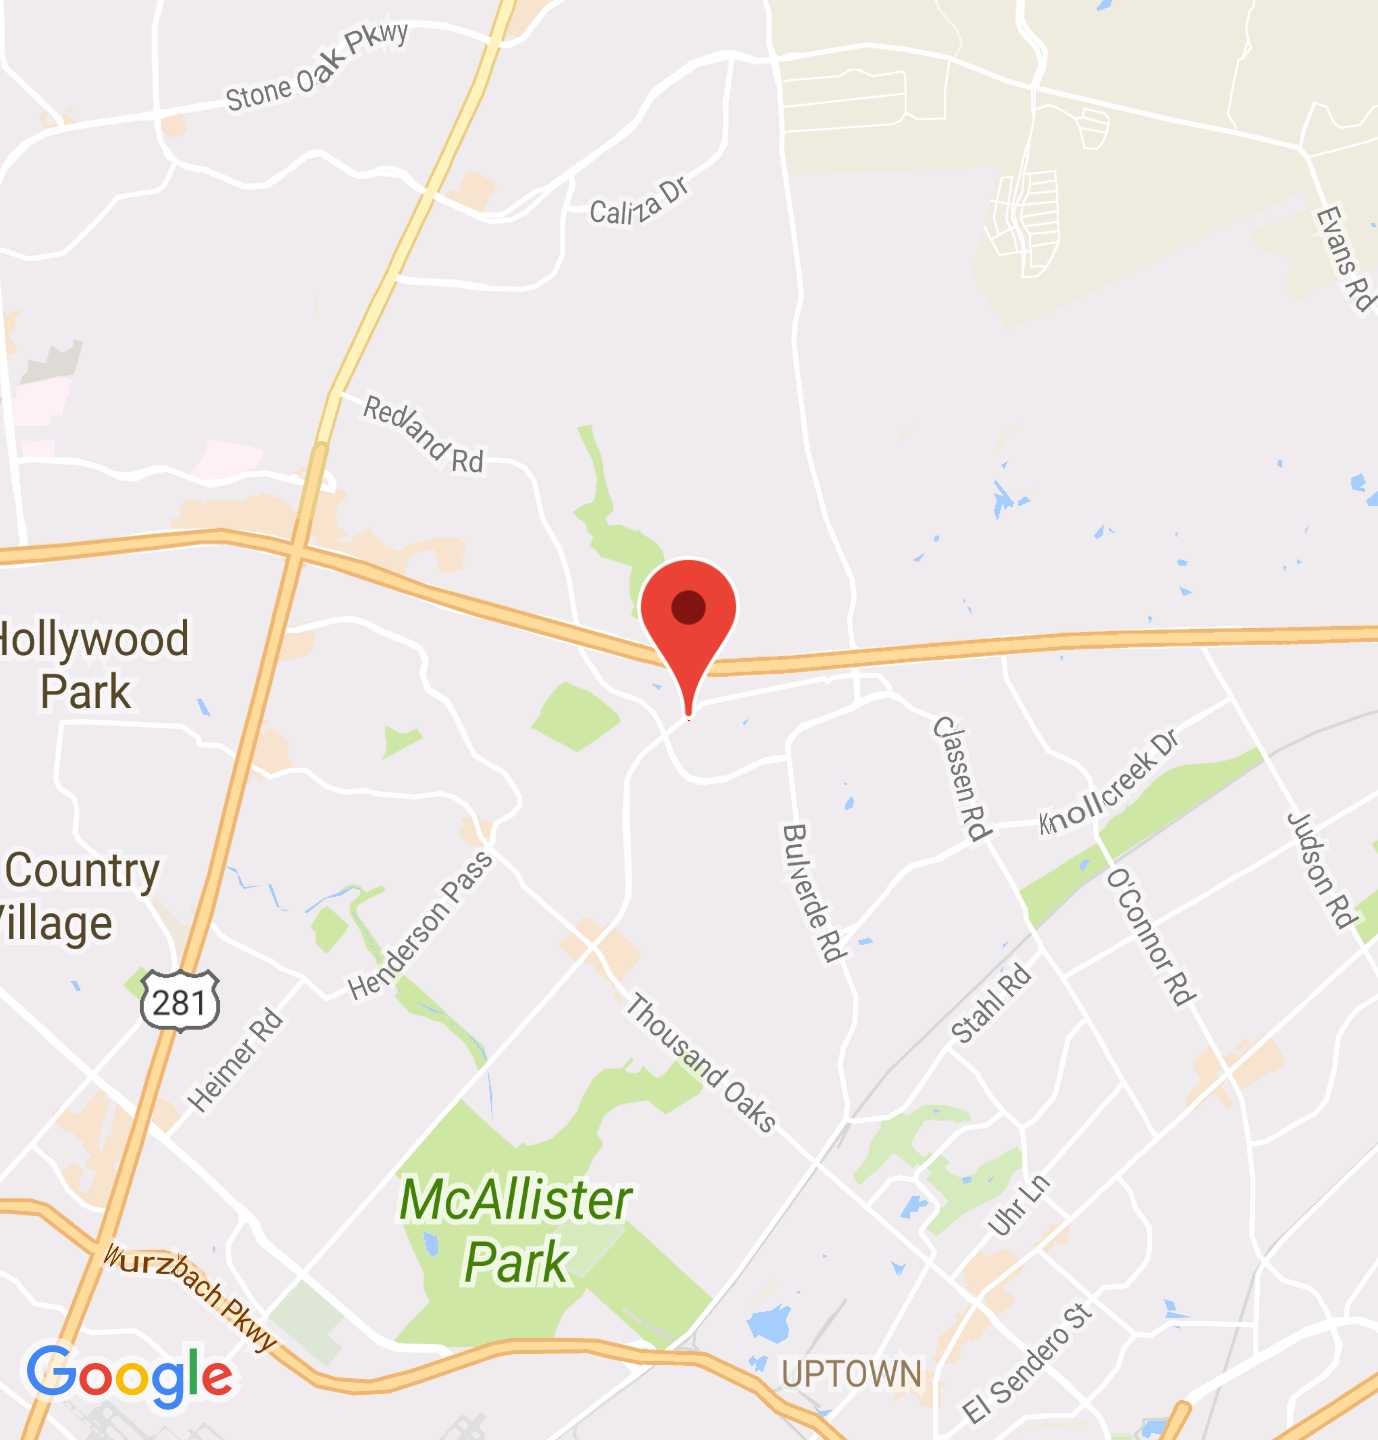 Stone Oak Pkwy
Caliza Dr
Evans Rd
Redland Rd
Hollywood
Park
Classen Rd
Knollcreek Dr
Judson Rd
Country
Village
Bulverde Rd
O'Connor Rd
Henderson Pass
281
Heimer Rd
Stahl Rd
Thousand Oaks
McAllister
Park
Uhr Ln
Wurzbach Pkwy
El Sendero St
UPTOWN
Google